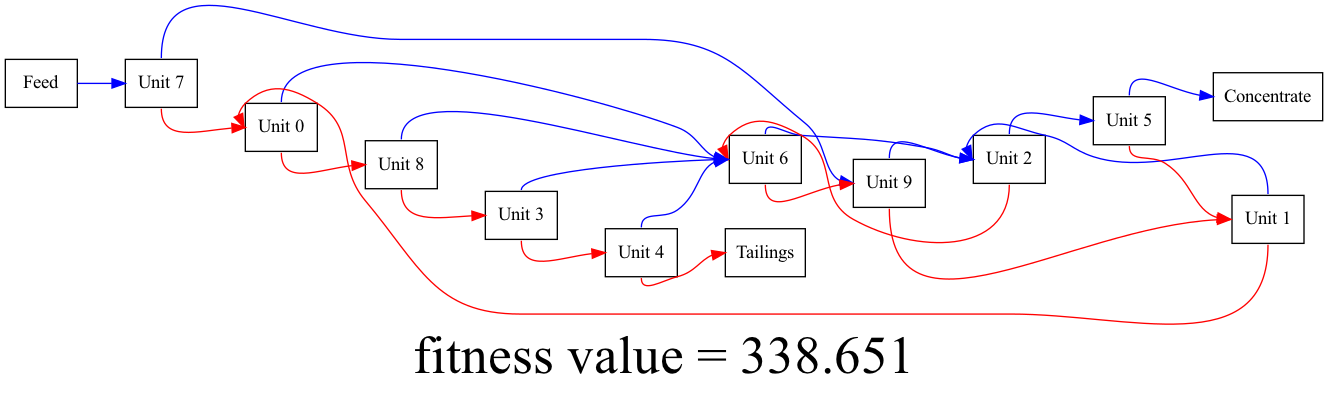 Feed
Unit 7
Unit 0
Unit 8
Unit 3
Unit 4
Tailings
Unit 6
Unit 9
Unit 2
Unit 5
Concentrate
Unit 1
fitness value = 338.651